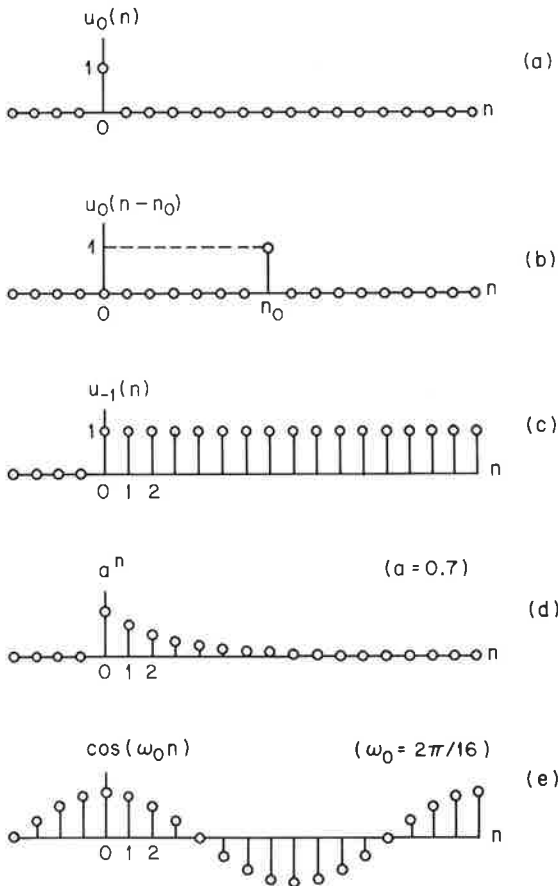 u₀(n)
1
(a)
n
0
u₀(n−n₀)
1
(b)
n
0
n₀
u₋₁(n)
1
(c)
n
0 1 2
aⁿ
(a = 0.7)
(d)
n
0 1 2
cos(ω₀n)
(ω₀ = 2π/16)
(e)
n
0 1 2